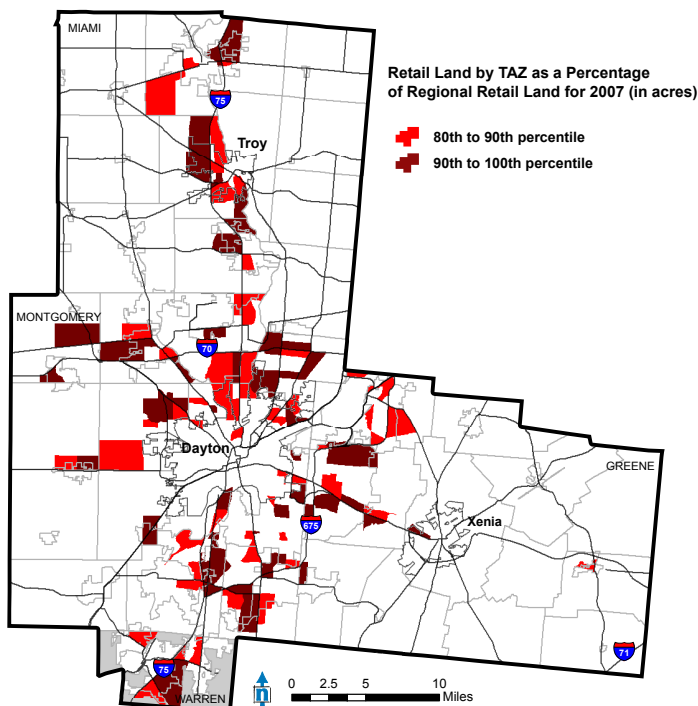 MIAMI
Retail Land by TAZ as a Percentage
of Regional Retail Land for 2007 (in acres)
80th to 90th percentile
90th to 100th percentile
75
Troy
MONTGOMERY
70
Dayton
GREENE
675
Xenia
71
75
WARREN
n
0 2.5 5 10
Miles